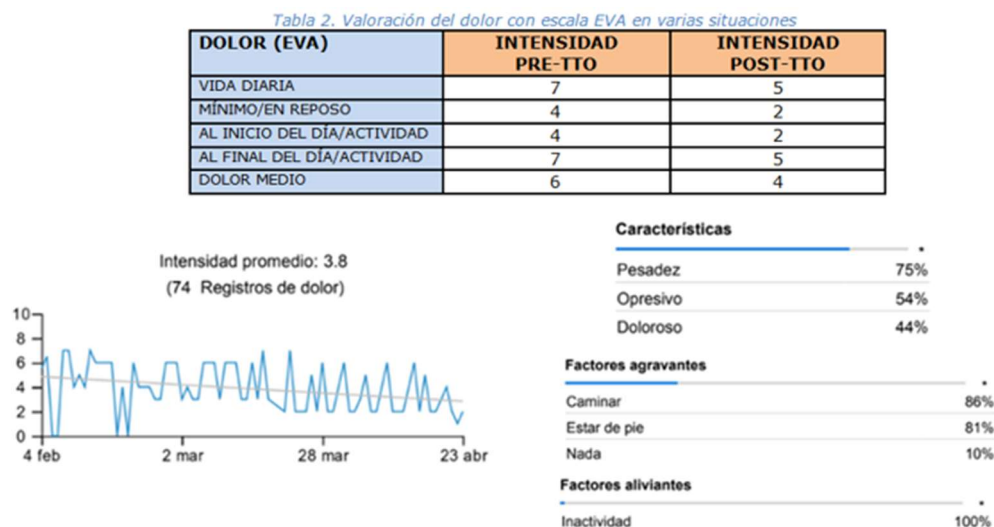 Tabla 2. Valoración del dolor con escala EVA en varias situaciones
DOLOR (EVA) INTENSIDAD PRE-TTO INTENSIDAD POST-TTO
VIDA DIARIA 7 5
MÍNIMO/EN REPOSO 4 2
AL INICIO DEL DÍA/ACTIVIDAD 4 2
AL FINAL DEL DÍA/ACTIVIDAD 7 5
DOLOR MEDIO 6 4
Intensidad promedio: 3.8
(74 Registros de dolor)
10
8
6
4
2
0
4 feb 2 mar 28 mar 23 abr
Características
Pesadez 75%
Opresivo 54%
Doloroso 44%
Factores agravantes
Caminar 86%
Estar de pie 81%
Nada 10%
Factores aliviantes
Inactividad 100%